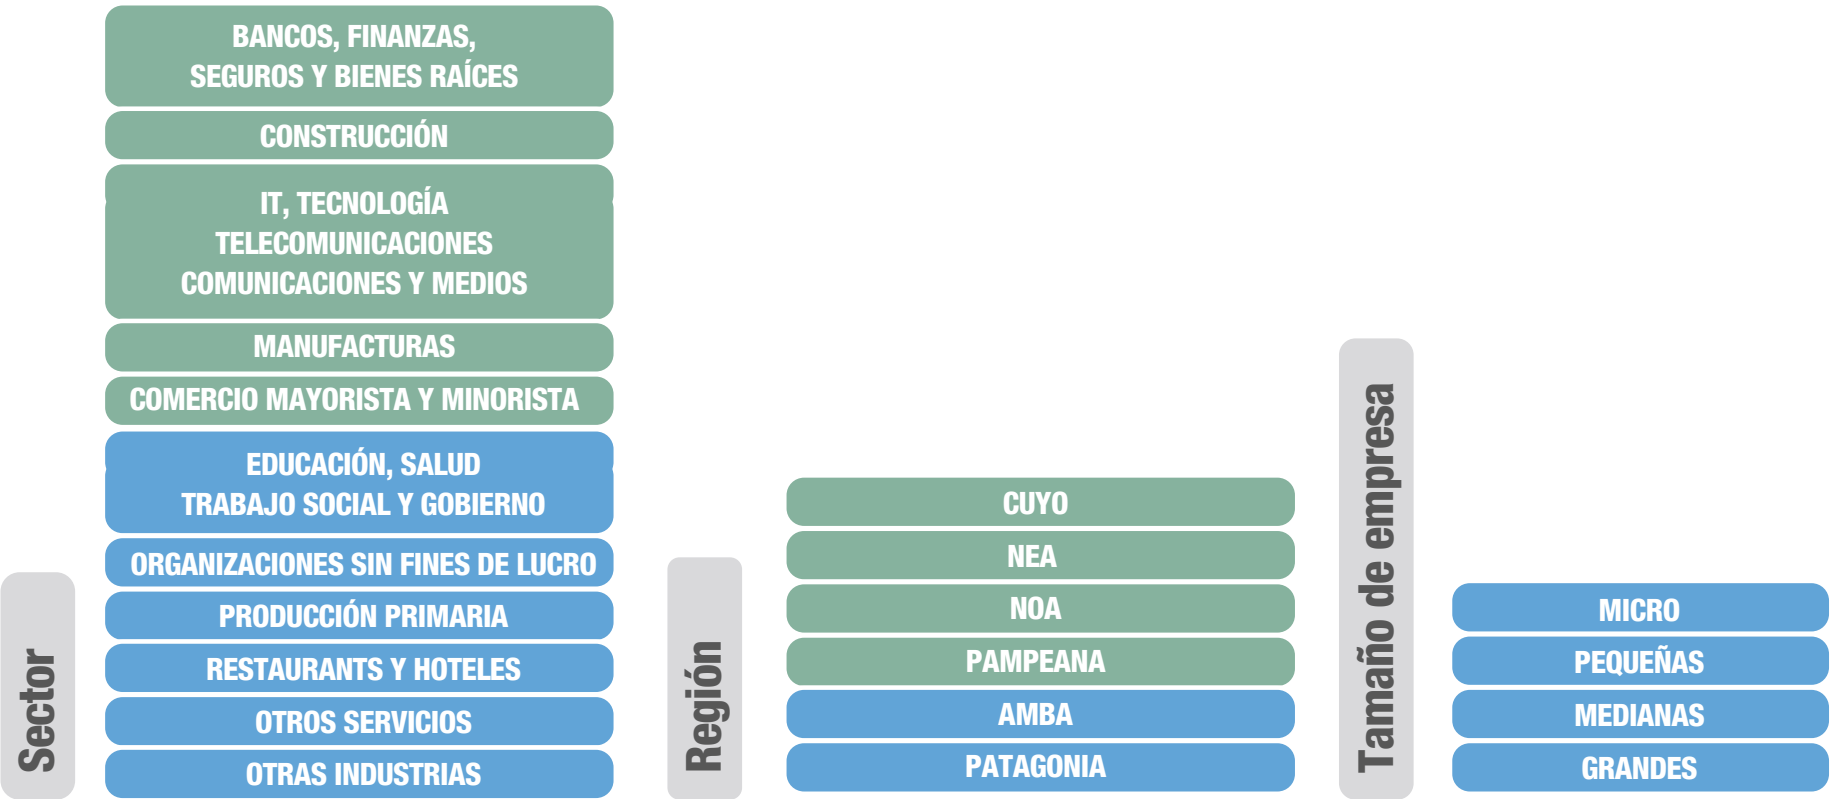 Sector
BANCOS, FINANZAS,
SEGUROS Y BIENES RAÍCES
CONSTRUCCIÓN
IT, TECNOLOGÍA
TELECOMUNICACIONES
COMUNICACIONES Y MEDIOS
MANUFACTURAS
COMERCIO MAYORISTA Y MINORISTA
EDUCACIÓN, SALUD
TRABAJO SOCIAL Y GOBIERNO
ORGANIZACIONES SIN FINES DE LUCRO
PRODUCCIÓN PRIMARIA
RESTAURANTS Y HOTELES
OTROS SERVICIOS
OTRAS INDUSTRIAS
Región
CUYO
NEA
NOA
PAMPEANA
AMBA
PATAGONIA
Tamaño de empresa
MICRO
PEQUEÑAS
MEDIANAS
GRANDES